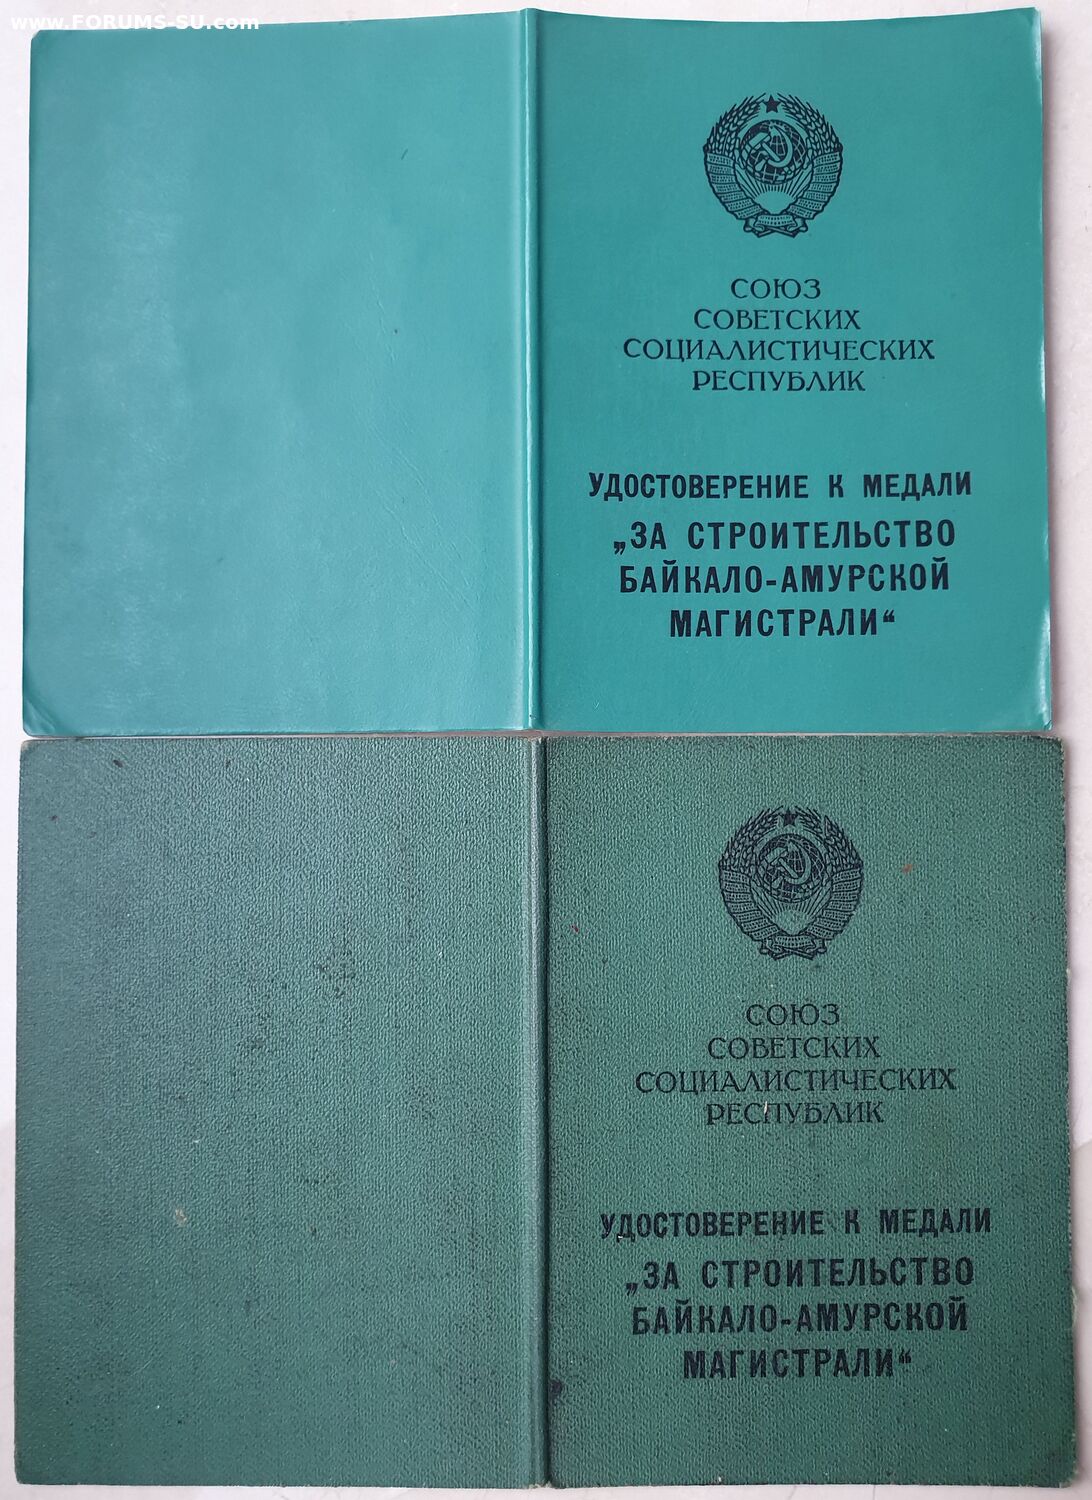 www.FORUMS-SU.com
СОЮЗ
СОВЕТСКИХ
СОЦИАЛИСТИЧЕСКИХ
РЕСПУБЛИК
УДОСТОВЕРЕНИЕ К МЕДАЛИ
„ЗА СТРОИТЕЛЬСТВО
БАЙКАЛО-АМУРСКОЙ
МАГИСТРАЛИ“
СОЮЗ
СОВЕТСКИХ
СОЦИАЛИСТИЧЕСКИХ
РЕСПУБЛИК
УДОСТОВЕРЕНИЕ К МЕДАЛИ
„ЗА СТРОИТЕЛЬСТВО
БАЙКАЛО-АМУРСКОЙ
МАГИСТРАЛИ“